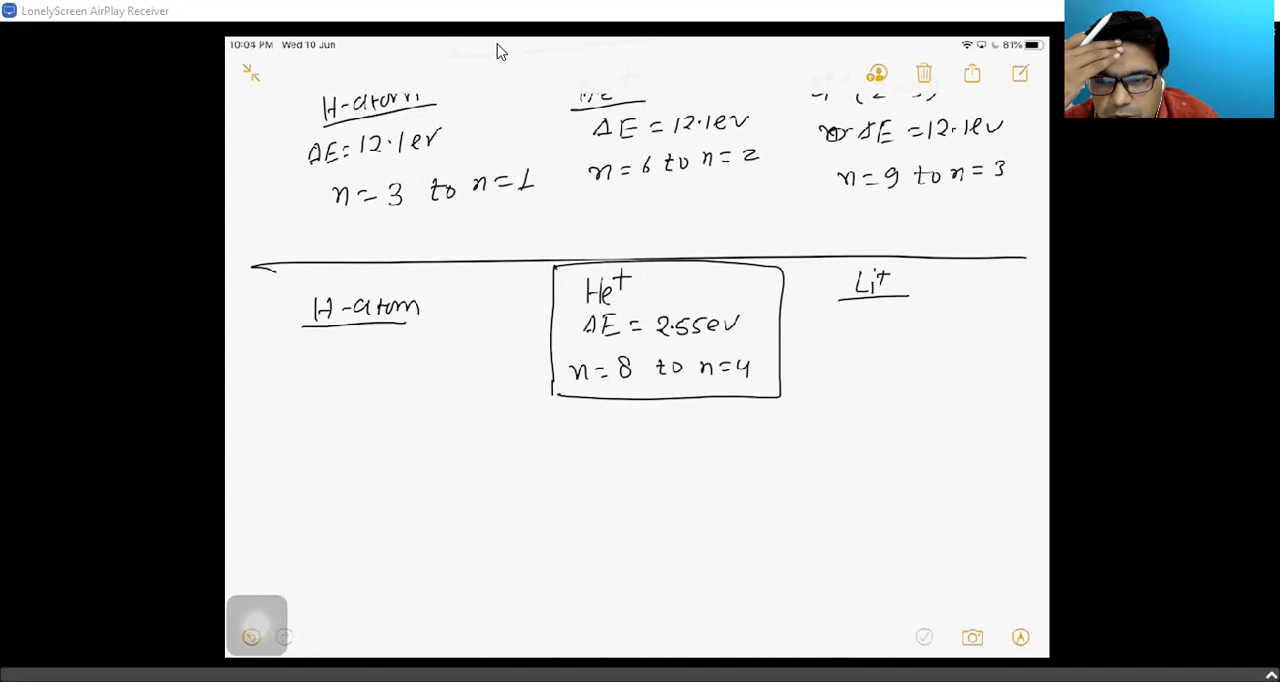 LonelyScreen AirPlay Receiver
10:04 PM Wed 10 Jun
81%
H-atom
ΔE = 12.1ev
n = 3 to n = 1
ΔE = 12.1ev
n = 6 to n = 2
ΔE = 12.1ev
n = 9 to n = 3
H-atom
He+
ΔE = 2.55ev
n = 8 to n = 4
Li+